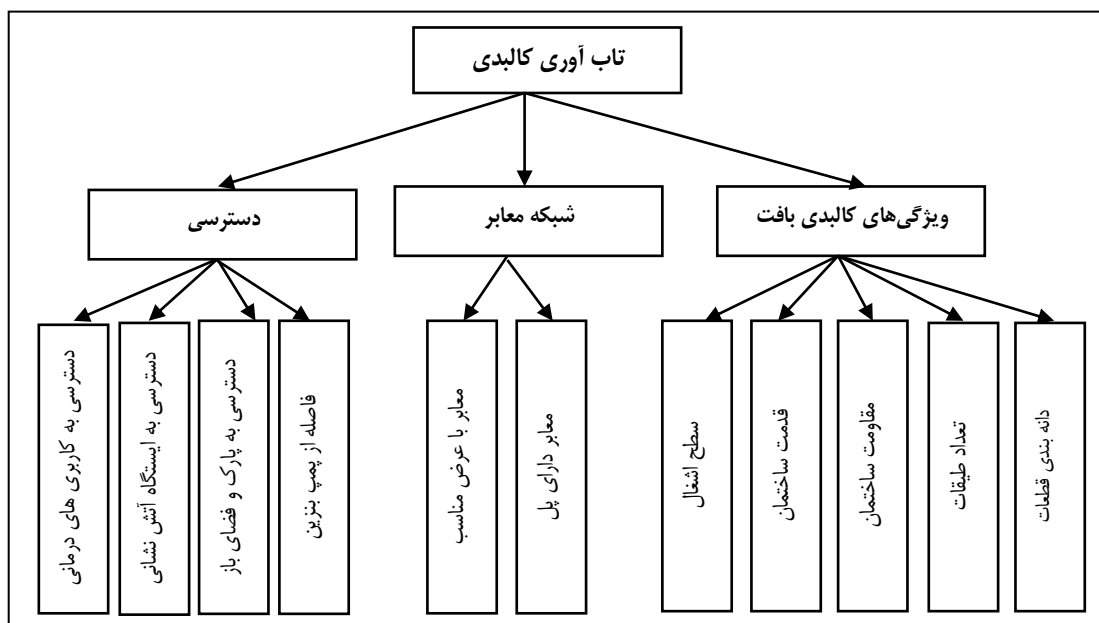 تاب آوری کالبدی
ویژگی‌های کالبدی بافت
شبکه معابر
دسترسی
دانه بندی قطعات
تعداد طبقات
مقاومت ساختمان
قدمت ساختمان
سطح اشغال
معابر دارای پل
معابر با عرض مناسب
فاصله از پمپ بنزین
دسترسی به پارک و فضای باز
دسترسی به ایستگاه آتش نشانی
دسترسی به کاربری های درمانی